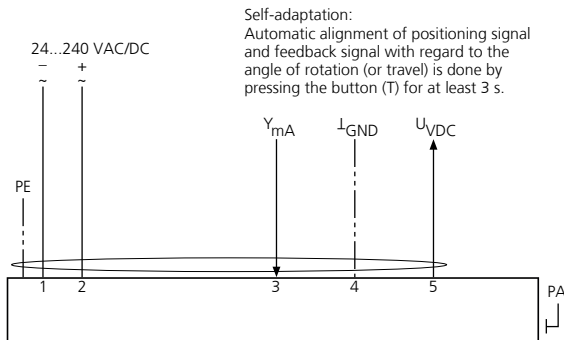 Self-adaptation:
Automatic alignment of positioning signal
and feedback signal with regard to the
angle of rotation (or travel) is done by
pressing the button (T) for at least 3 s.
24...240 VAC/DC
– +
~ ~
YmA ⊥GND UVDC
PE
1 2 3 4 5
PA